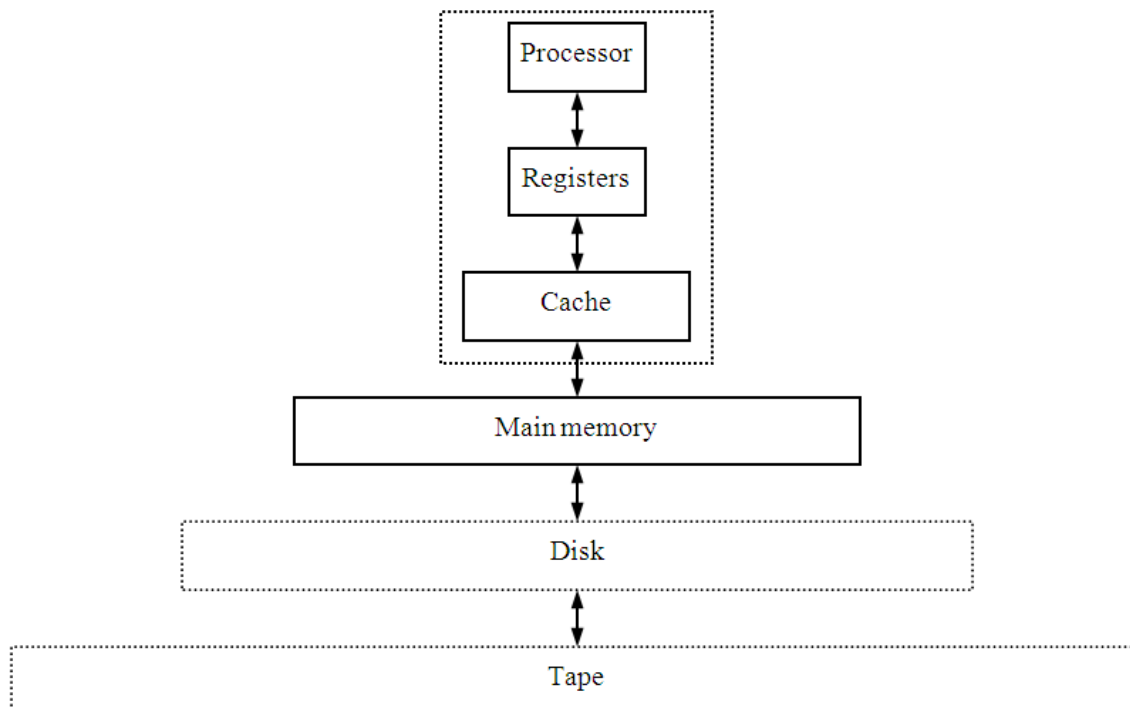 Processor
Registers
Cache
Main memory
Disk
Tape